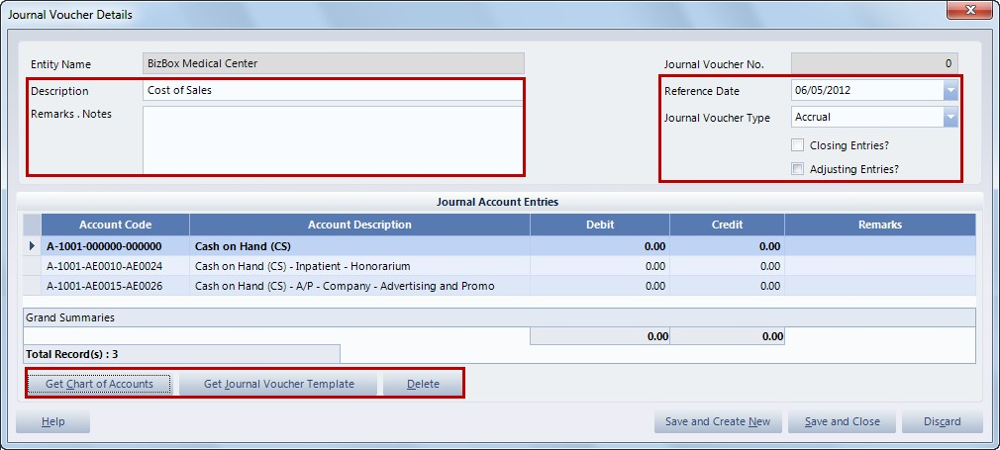 Journal Voucher Details
Entity Name BizBox Medical Center Journal Voucher No. 0
Description Cost of Sales Reference Date 06/05/2012
Remarks . Notes Journal Voucher Type Accrual
Closing Entries?
Adjusting Entries?
Journal Account Entries
Account Code Account Description Debit Credit Remarks
A-1001-000000-000000 Cash on Hand (CS) 0.00 0.00
A-1001-AE0010-AE0024 Cash on Hand (CS) - Inpatient - Honorarium 0.00 0.00
A-1001-AE0015-AE0026 Cash on Hand (CS) - A/P - Company - Advertising and Promo 0.00 0.00
Grand Summaries
0.00 0.00
Total Record(s) : 3
Get Chart of Accounts Get Journal Voucher Template Delete
Help Save and Create New Save and Close Discard